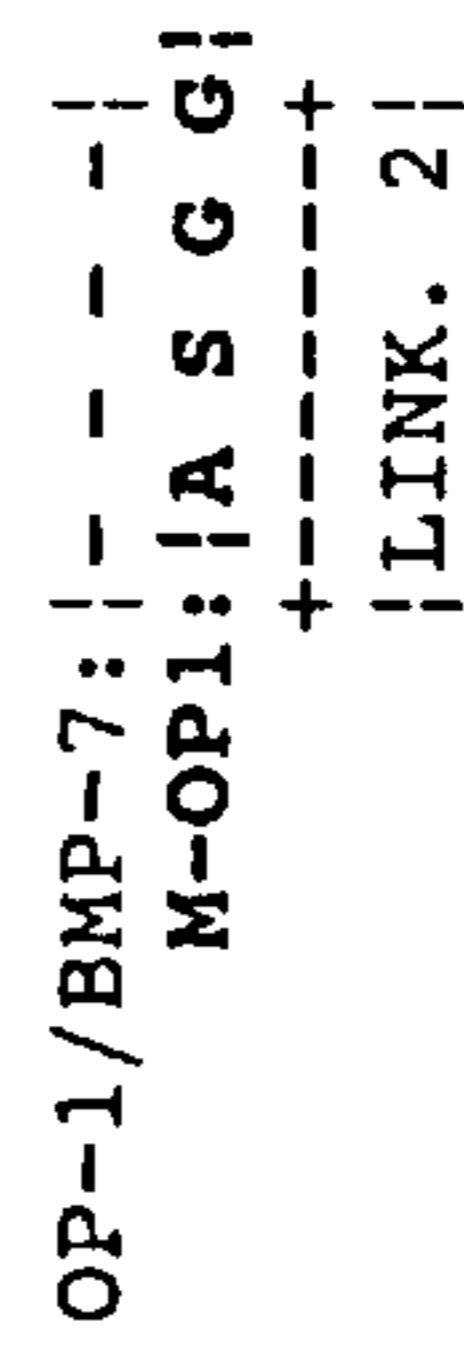 OP-1/BMP-7:| - - - -|
M-OP1:|A S G G|
+-------+
|LINK. 2|